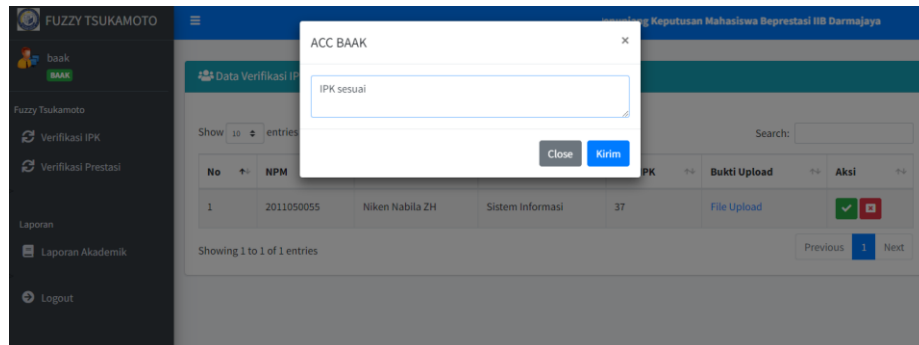 FUZZY TSUKAMOTO
Keputusan Mahasiswa Beprestasi IIB Darmajaya
baak
BAAK
Fuzzy Tsukamoto
Verifikasi IPK
Verifikasi Prestasi
Laporan
Laporan Akademik
Logout
ACC BAAK ×
IPK sesuai
Close Kirim
Data Verifikasi IP
Show 10 entries
Search:
No NPM PK Bukti Upload Aksi
1 2011050055 Niken Nabila ZH Sistem Informasi 37 File Upload
Showing 1 to 1 of 1 entries
Previous 1 Next